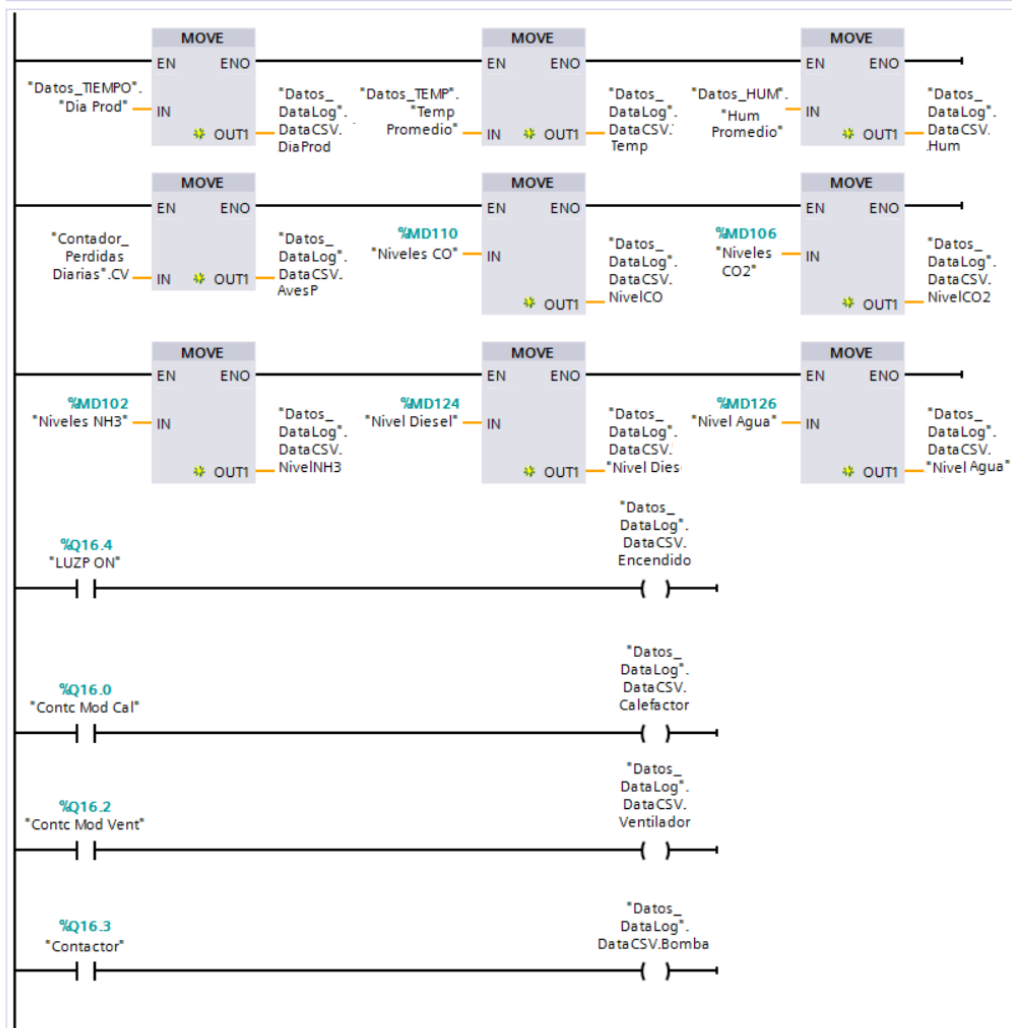 MOVE
EN ENO
"Datos_TIEMPO".
"Dia Prod"
IN
OUT1
"Datos_
DataLog".
DataCSV.
DiaProd
MOVE
EN ENO
"Datos_TEMP".
"Temp
Promedio"
IN
OUT1
"Datos_
DataLog".
DataCSV.
Temp
MOVE
EN ENO
"Datos_HUM".
"Hum
Promedio"
IN
OUT1
"Datos_
DataLog".
DataCSV.
.Hum
MOVE
EN ENO
"Contador_
Perdidas
Diarias".CV
IN
OUT1
"Datos_
DataLog".
DataCSV.
AvesP
MOVE
EN ENO
%MD110
"Niveles CO"
IN
OUT1
"Datos_
DataLog".
DataCSV.
NivelCO
MOVE
EN ENO
%MD106
"Niveles
CO2"
IN
OUT1
"Datos_
DataLog".
DataCSV.
NivelCO2
MOVE
EN ENO
%MD102
"Niveles NH3"
IN
OUT1
"Datos_
DataLog".
DataCSV.
NivelNH3
MOVE
EN ENO
%MD124
"Nivel Diesel"
IN
OUT1
"Datos_
DataLog".
DataCSV.
"Nivel Dies
MOVE
EN ENO
%MD126
"Nivel Agua"
IN
OUT1
"Datos_
DataLog".
DataCSV.
"Nivel Agua"
%Q16.4
"LUZP ON"
"Datos_
DataLog".
DataCSV.
Encendido
%Q16.0
"Contc Mod Cal"
"Datos_
DataLog".
DataCSV.
Calefactor
%Q16.2
"Contc Mod Vent"
"Datos_
DataLog".
DataCSV.
Ventilador
%Q16.3
"Contactor"
"Datos_
DataLog".
DataCSV.Bomba